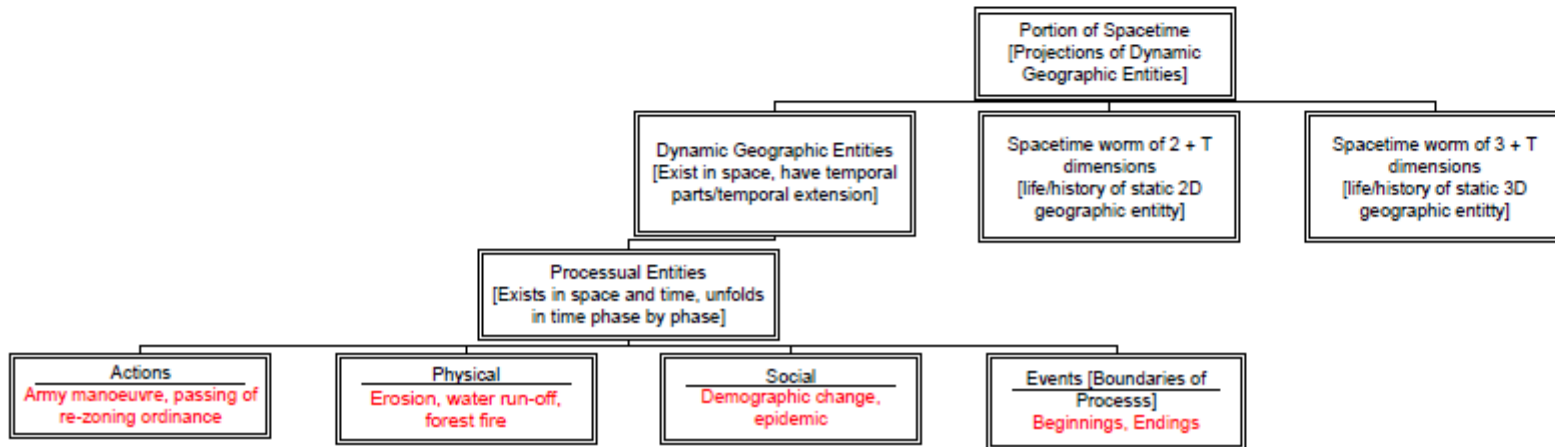 Portion of Spacetime
[Projections of Dynamic
Geographic Entities]
Dynamic Geographic Entities
[Exist in space, have temporal
parts/temporal extension]
Spacetime worm of 2 + T
dimensions
[life/history of static 2D
geographic entitty]
Spacetime worm of 3 + T
dimensions
[life/history of static 3D
geographic entitty]
Processual Entities
[Exists in space and time, unfolds
in time phase by phase]
Actions
Army manoeuvre, passing of
re-zoning ordinance
Physical
Erosion, water run-off,
forest fire
Social
Demographic change,
epidemic
Events [Boundaries of
Processs]
Beginnings, Endings